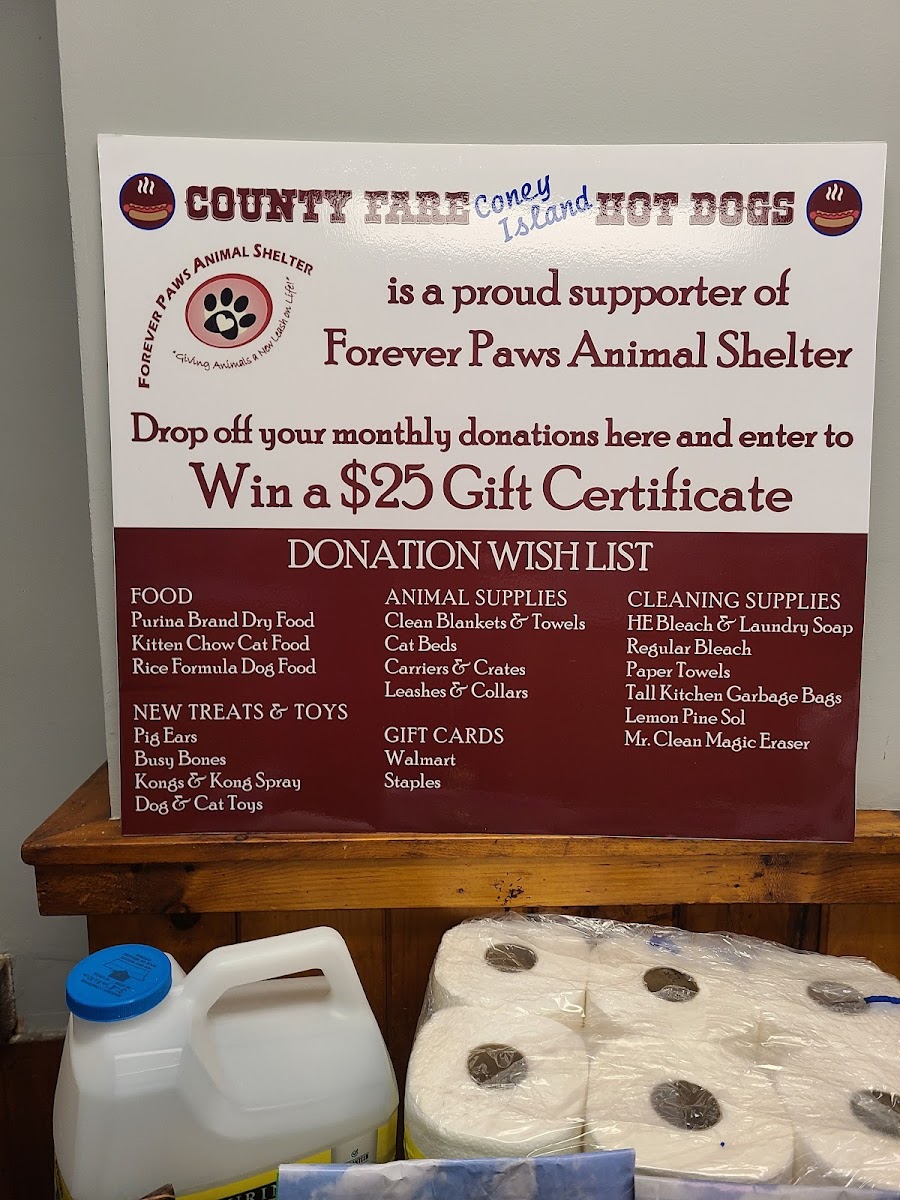 COUNTY FARE Coney Island HOT DOGS
FOREVER PAWS ANIMAL SHELTER
"Giving Animals a New Leash on Life!"
is a proud supporter of
Forever Paws Animal Shelter
Drop off your monthly donations here and enter to
Win a $25 Gift Certificate
DONATION WISH LIST
FOOD
Purina Brand Dry Food
Kitten Chow Cat Food
Rice Formula Dog Food
NEW TREATS & TOYS
Pig Ears
Busy Bones
Kongs & Kong Spray
Dog & Cat Toys
ANIMAL SUPPLIES
Clean Blankets & Towels
Cat Beds
Carriers & Crates
Leashes & Collars
GIFT CARDS
Walmart
Staples
CLEANING SUPPLIES
HE Bleach & Laundry Soap
Regular Bleach
Paper Towels
Tall Kitchen Garbage Bags
Lemon Pine Sol
Mr. Clean Magic Eraser